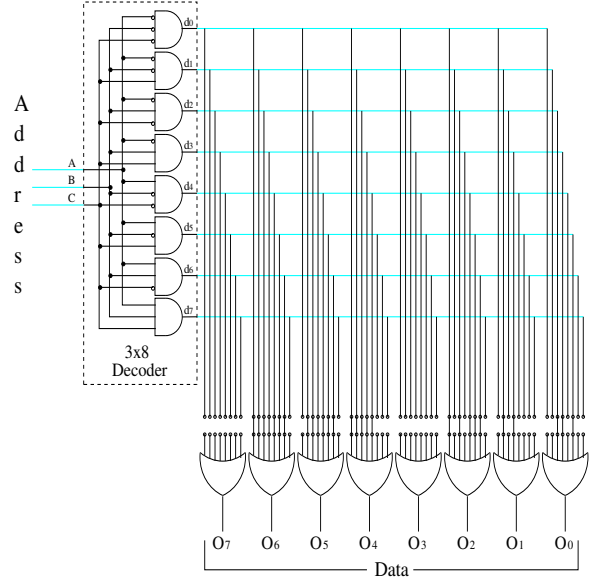 Address
A
B
C
d0
d1
d2
d3
d4
d5
d6
d7
3x8
Decoder
O7 O6 O5 O4 O3 O2 O1 O0
Data